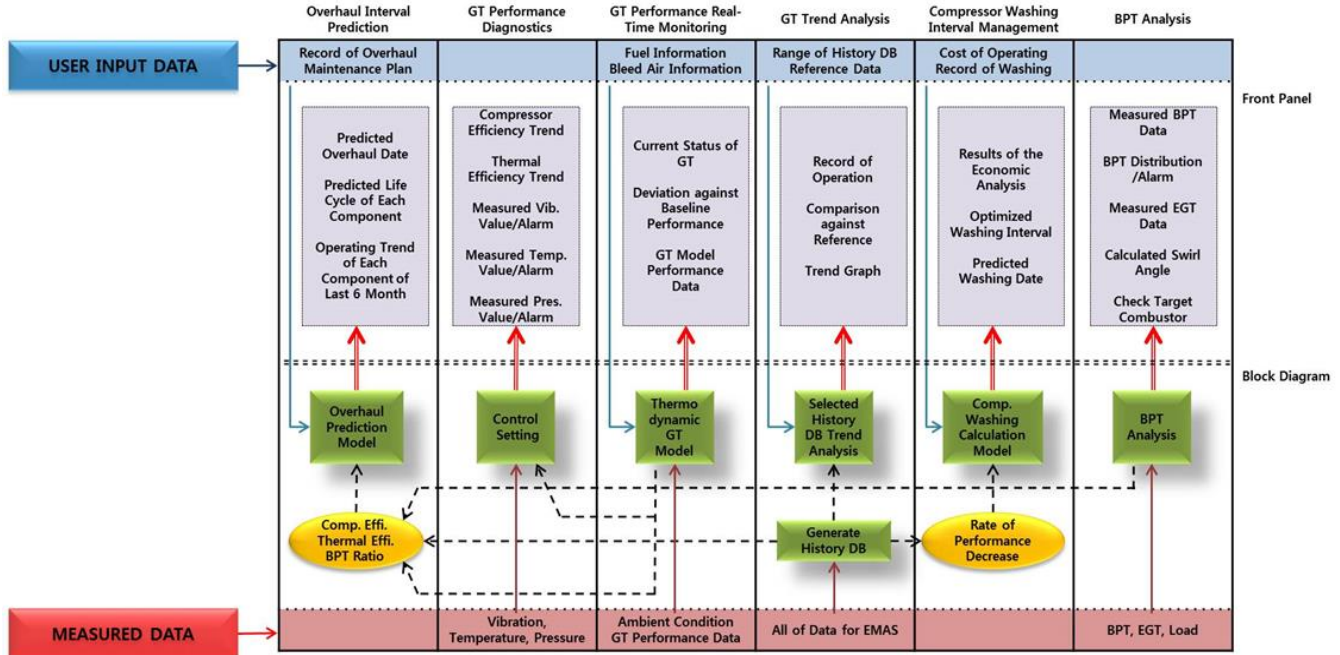 Overhaul Interval
Prediction
GT Performance
Diagnostics
GT Performance Real-
Time Monitoring
GT Trend Analysis
Compressor Washing
Interval Management
BPT Analysis
USER INPUT DATA
Record of Overhaul
Maintenance Plan
Fuel Information
Bleed Air Information
Range of History DB
Reference Data
Cost of Operating
Record of Washing
Front Panel
Predicted
Overhaul Date
Predicted Life
Cycle of Each
Component
Operating Trend
of Each
Component of
Last 6 Month
Compressor
Efficiency Trend
Thermal
Efficiency Trend
Measured Vib.
Value/Alarm
Measured Temp.
Value/Alarm
Measured Pres.
Value/Alarm
Current Status of
GT
Deviation against
Baseline
Performance
GT Model
Performance
Data
Record of
Operation
Comparison
against
Reference
Trend Graph
Results of the
Economic
Analysis
Optimized
Washing Interval
Predicted
Washing Date
Measured BPT
Data
BPT Distribution
/Alarm
Measured EGT
Data
Calculated Swirl
Angle
Check Target
Combustor
Block Diagram
Overhaul
Prediction
Model
Control
Setting
Thermo
dynamic
GT
Model
Selected
History
DB Trend
Analysis
Comp.
Washing
Calculation
Model
BPT
Analysis
Comp. Effi.
Thermal Effi.
BPT Ratio
Generate
History DB
Rate of
Performance
Decrease
MEASURED DATA
Vibration,
Temperature, Pressure
Ambient Condition
GT Performance Data
All of Data for EMAS
BPT, EGT, Load